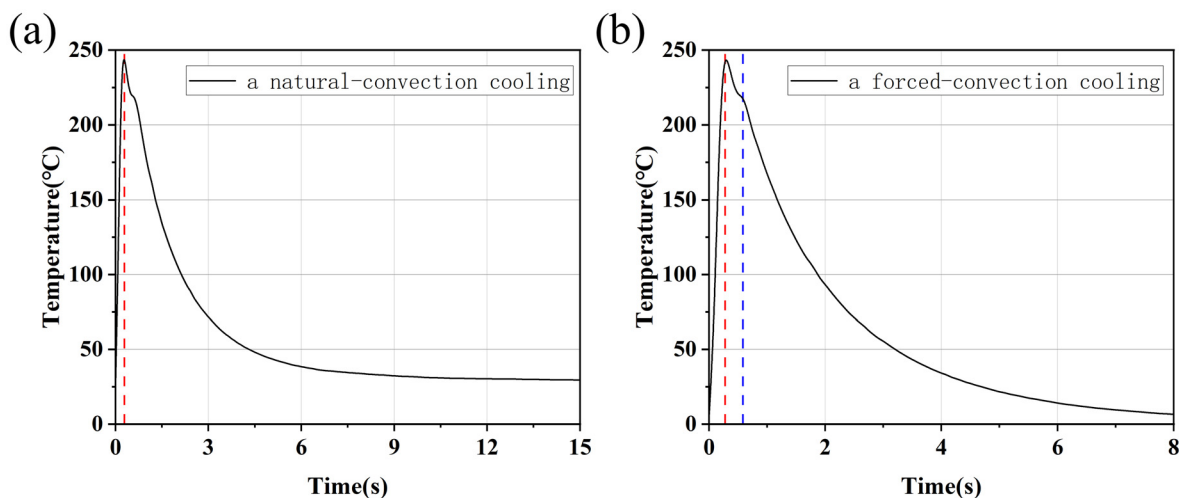 (a)
250
200
150
100
50
0
Temperature(℃)
a natural-convection cooling
0 3 6 9 12 15
Time(s)
(b)
250
200
150
100
50
0
Temperature(℃)
a forced-convection cooling
0 2 4 6 8
Time(s)